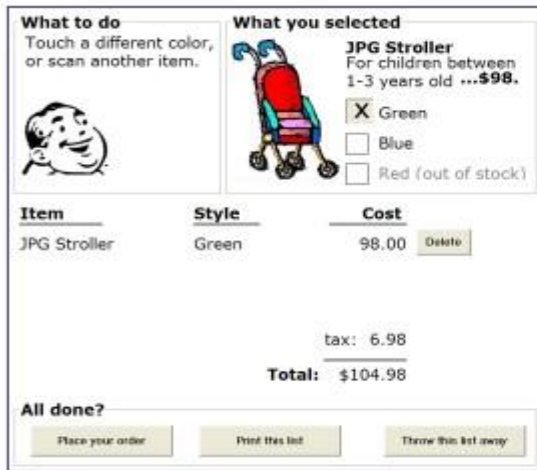 What to do
Touch a different color,
or scan another item.
What you selected
JPG Stroller
For children between
1-3 years old ...$98.
X Green
Blue
Red (out of stock)
Item Style Cost
JPG Stroller Green 98.00 Delete
tax: 6.98
Total: $104.98
All done?
Place your order Print this list Throw this list away